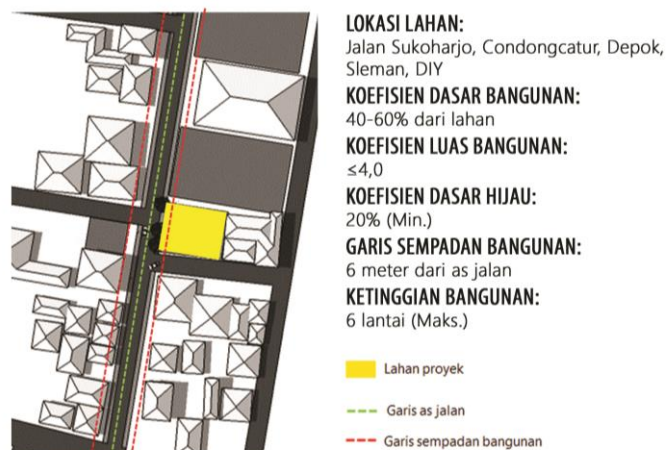 LOKASI LAHAN:
Jalan Sukoharjo, Condongcatur, Depok,
Sleman, DIY
KOEFISIEN DASAR BANGUNAN:
40-60% dari lahan
KOEFISIEN LUAS BANGUNAN:
≤4,0
KOEFISIEN DASAR HIJAU:
20% (Min.)
GARIS SEMPADAN BANGUNAN:
6 meter dari as jalan
KETINGGIAN BANGUNAN:
6 lantai (Maks.)
Lahan proyek
Garis as jalan
Garis sempadan bangunan